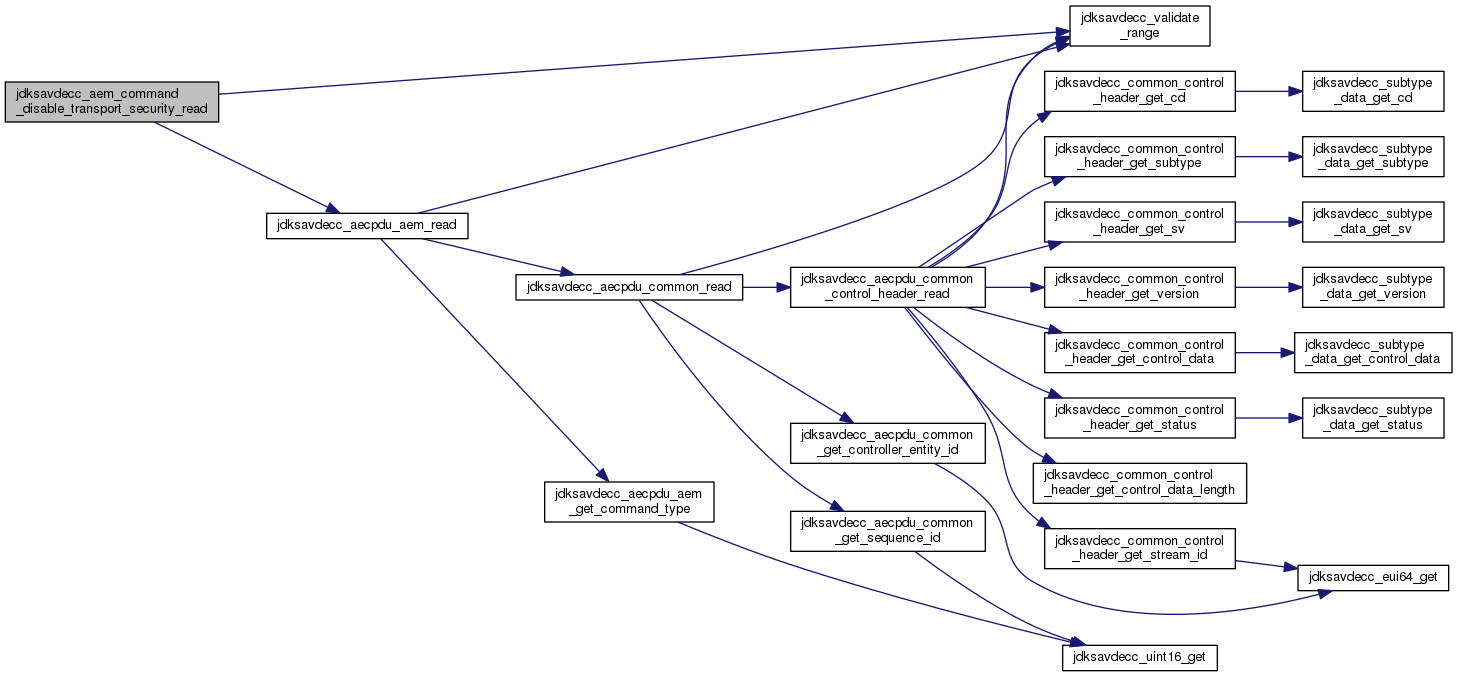 jdksavdecc_aem_command
_disable_transport_security_read
jdksavdecc_aecpdu_aem_read
jdksavdecc_aecpdu_common_read
jdksavdecc_aecpdu_aem
_get_command_type
jdksavdecc_aecpdu_common
_control_header_read
jdksavdecc_aecpdu_common
_get_controller_entity_id
jdksavdecc_aecpdu_common
_get_sequence_id
jdksavdecc_validate
_range
jdksavdecc_common_control
_header_get_cd
jdksavdecc_common_control
_header_get_subtype
jdksavdecc_common_control
_header_get_sv
jdksavdecc_common_control
_header_get_version
jdksavdecc_common_control
_header_get_control_data
jdksavdecc_common_control
_header_get_status
jdksavdecc_common_control
_header_get_control_data_length
jdksavdecc_common_control
_header_get_stream_id
jdksavdecc_uint16_get
jdksavdecc_subtype
_data_get_cd
jdksavdecc_subtype
_data_get_subtype
jdksavdecc_subtype
_data_get_sv
jdksavdecc_subtype
_data_get_version
jdksavdecc_subtype
_data_get_control_data
jdksavdecc_subtype
_data_get_status
jdksavdecc_eui64_get